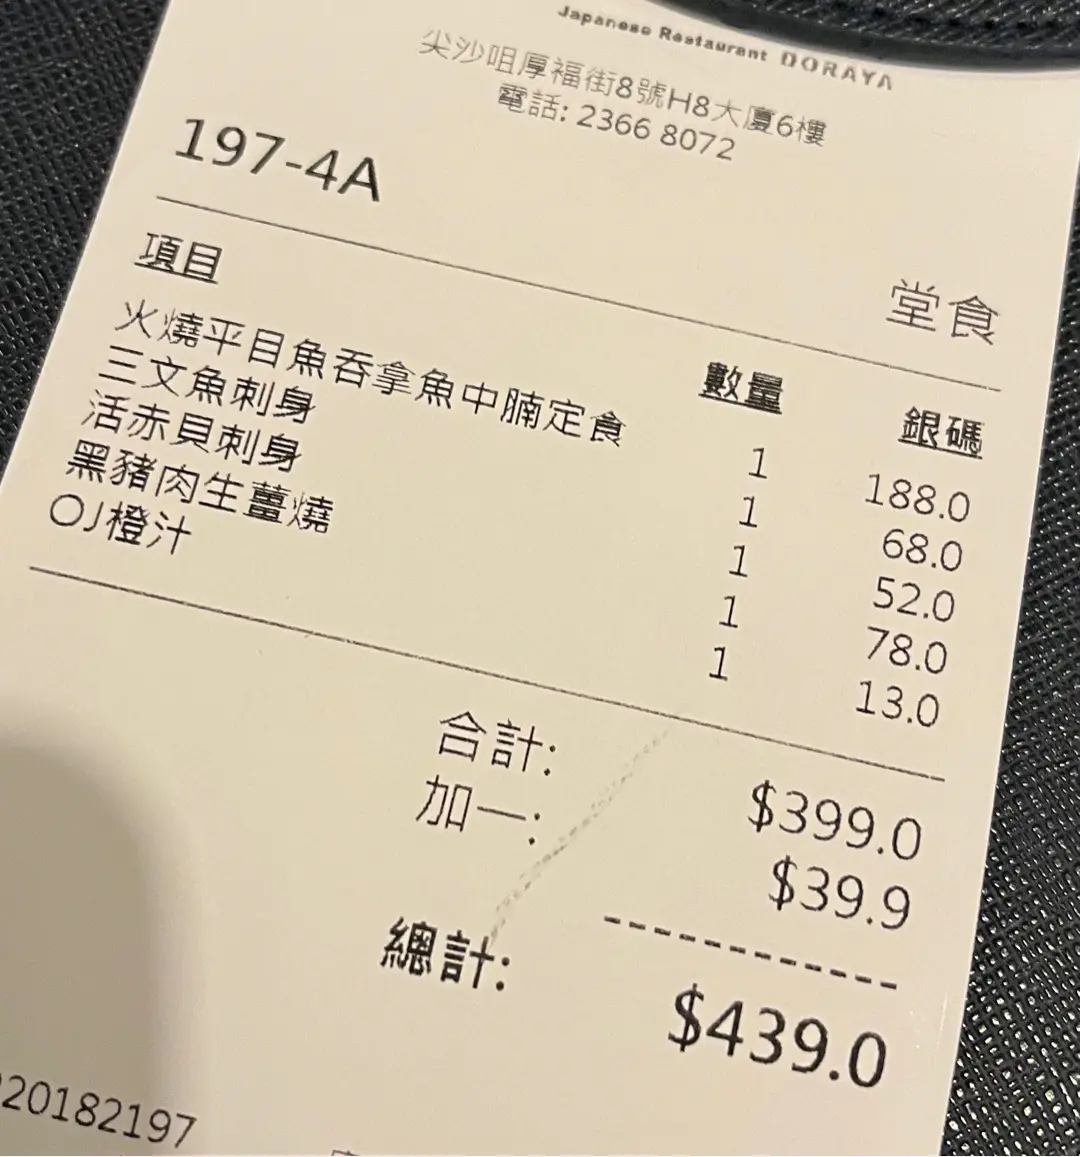 Japanese Restaurant DORAYA
尖沙咀厚福街8號H8大廈6樓
電話: 2366 8072
197-4A
堂食
項目 數量 銀碼
火燒平目魚吞拿魚中腩定食 1 188.0
三文魚刺身 1 68.0
活赤貝刺身 1 52.0
黑豬肉生薑燒 1 78.0
OJ橙汁 1 13.0
合計: $399.0
加一: $39.9
總計: $439.0
20182197